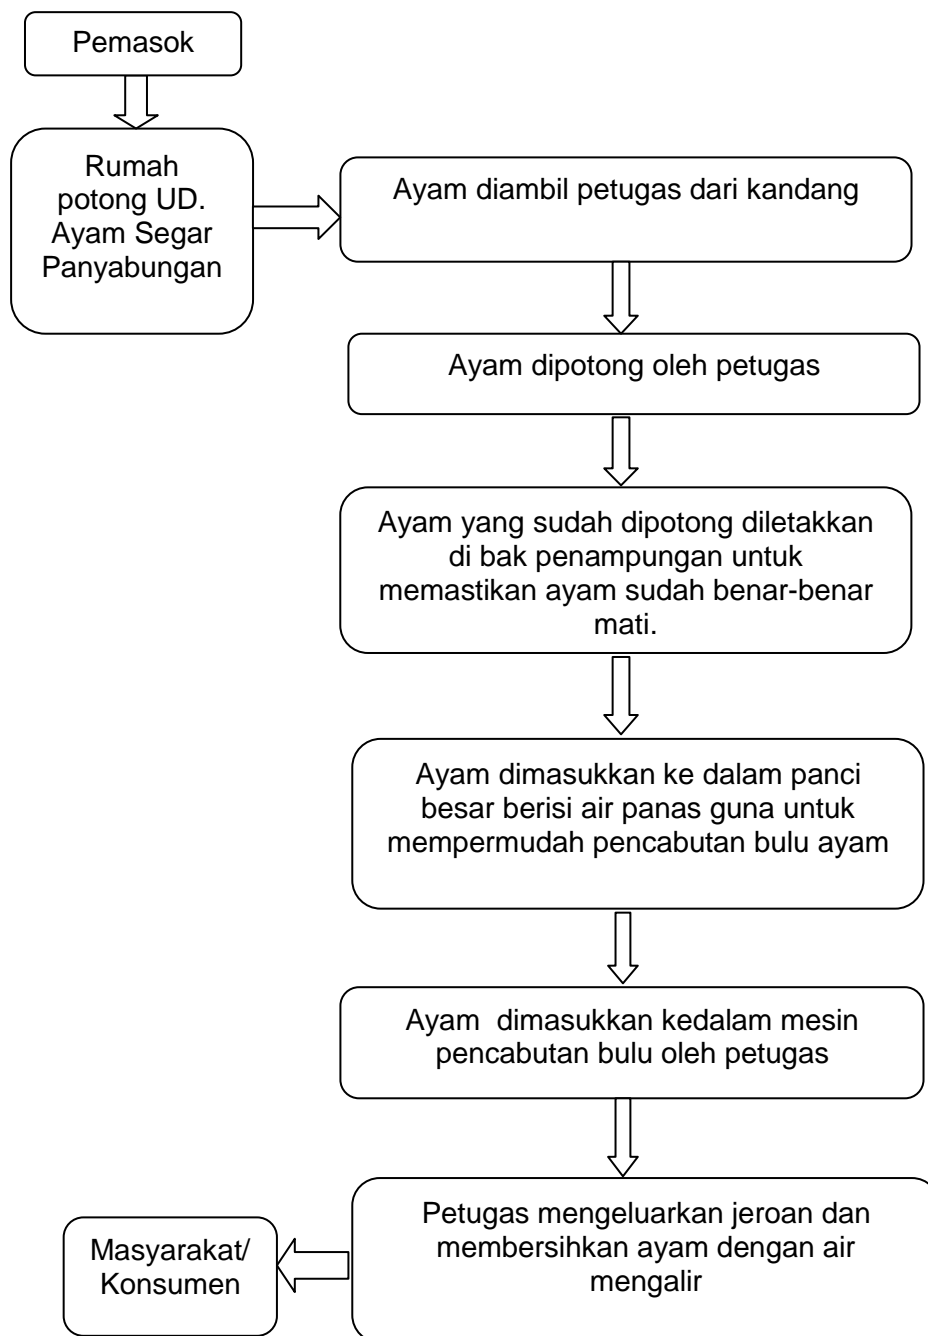 Pemasok
Rumah
potong UD.
Ayam Segar
Panyabungan
Ayam diambil petugas dari kandang
Ayam dipotong oleh petugas
Ayam yang sudah dipotong diletakkan
di bak penampungan untuk
memastikan ayam sudah benar-benar
mati.
Ayam dimasukkan ke dalam panci
besar berisi air panas guna untuk
mempermudah pencabutan bulu ayam
Ayam dimasukkan kedalam mesin
pencabutan bulu oleh petugas
Petugas mengeluarkan jeroan dan
membersihkan ayam dengan air
mengalir
Masyarakat/
Konsumen